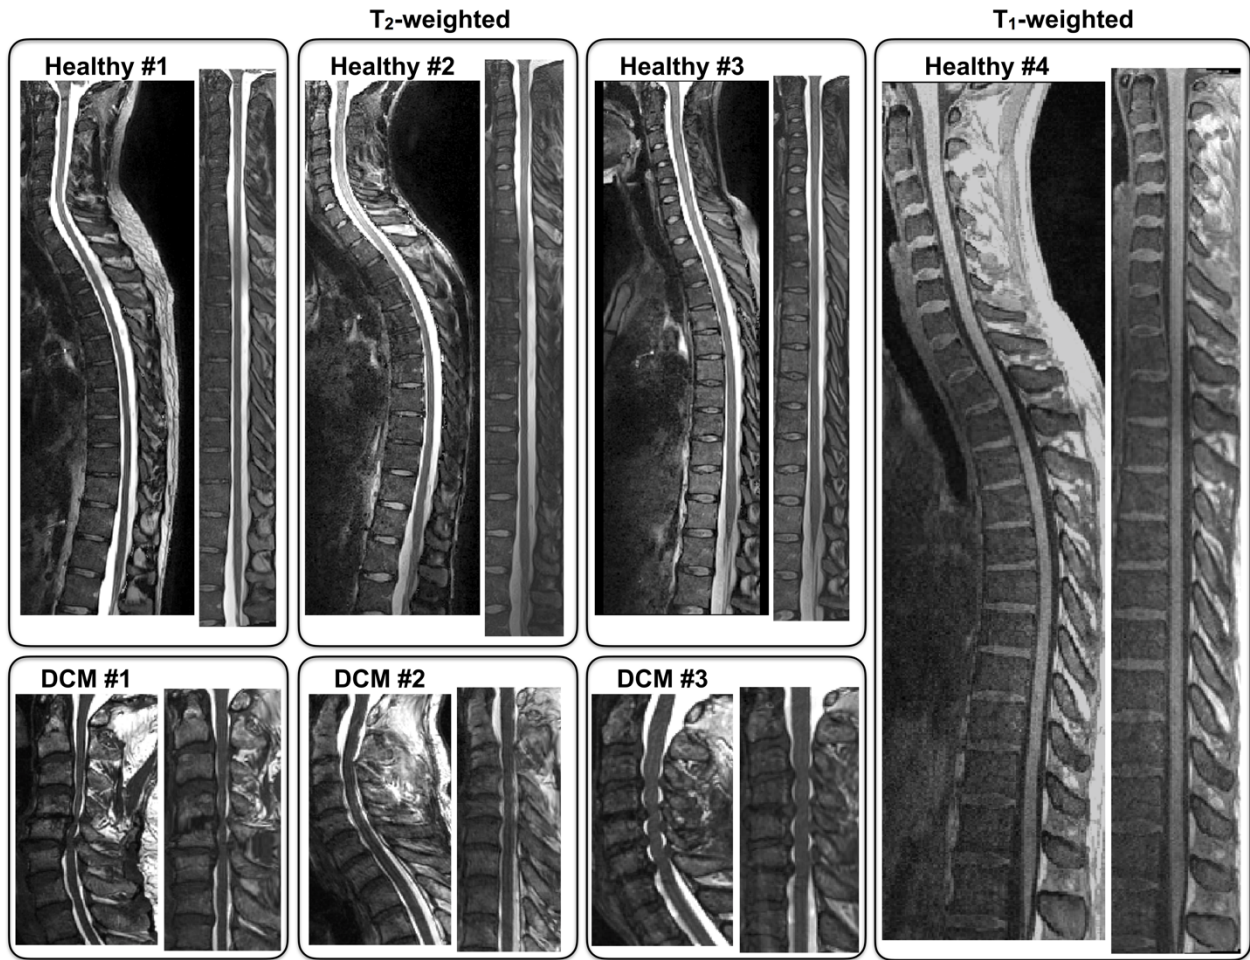 T₂-weighted
T₁-weighted
Healthy #1
Healthy #2
Healthy #3
Healthy #4
DCM #1
DCM #2
DCM #3